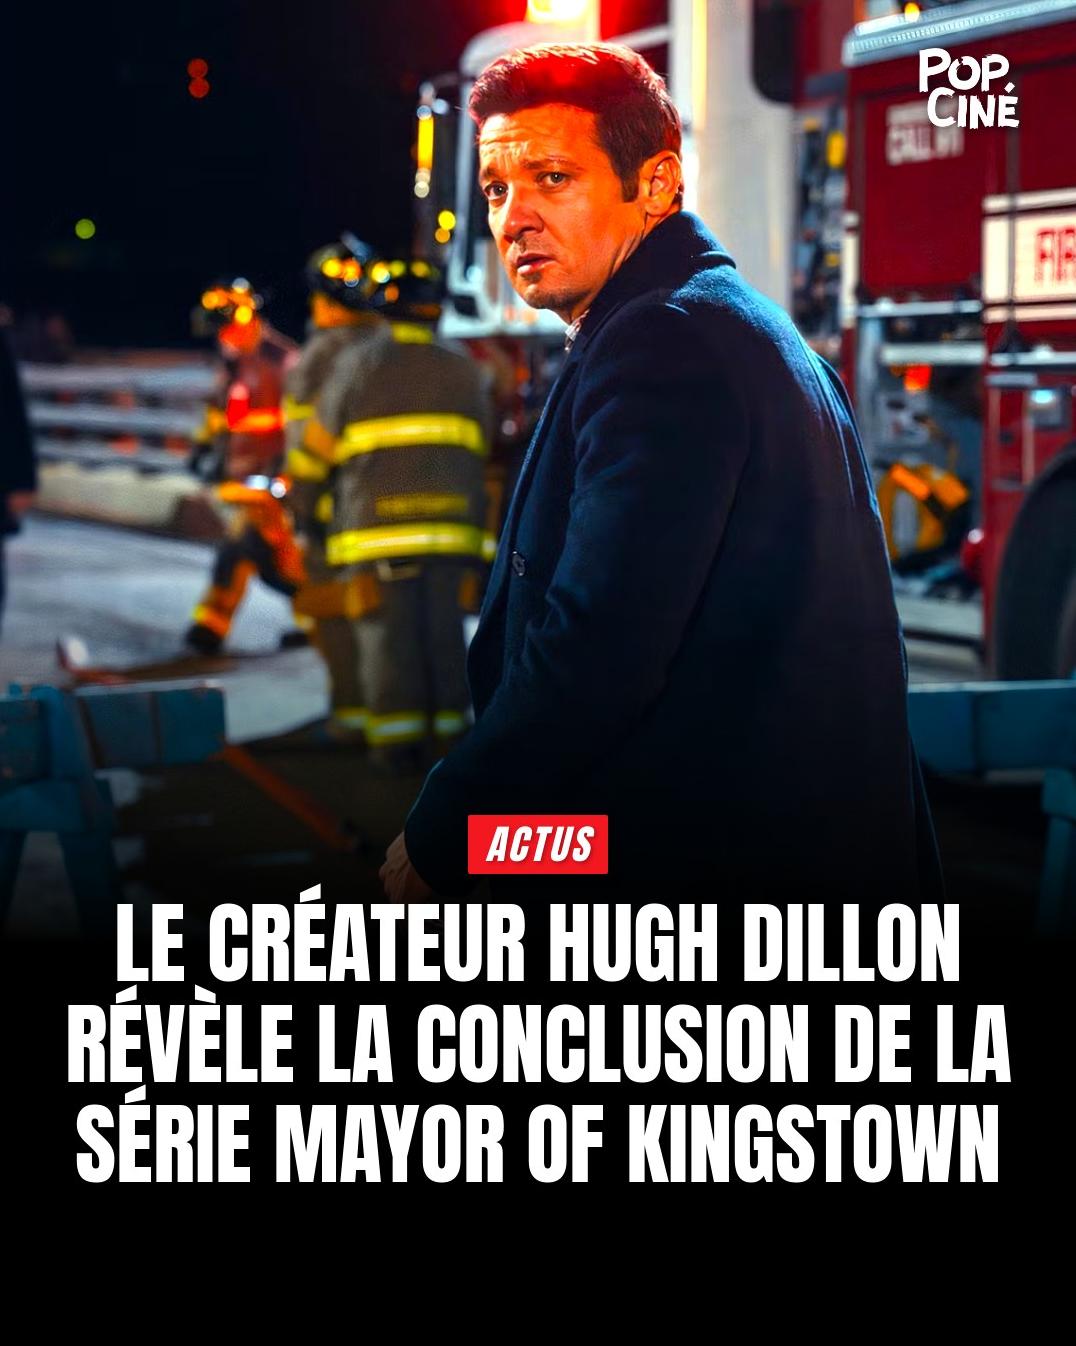 POP.
CINÉ
ACTUS
LE CRÉATEUR HUGH DILLON
RÉVÈLE LA CONCLUSION DE LA
SÉRIE MAYOR OF KINGSTOWN